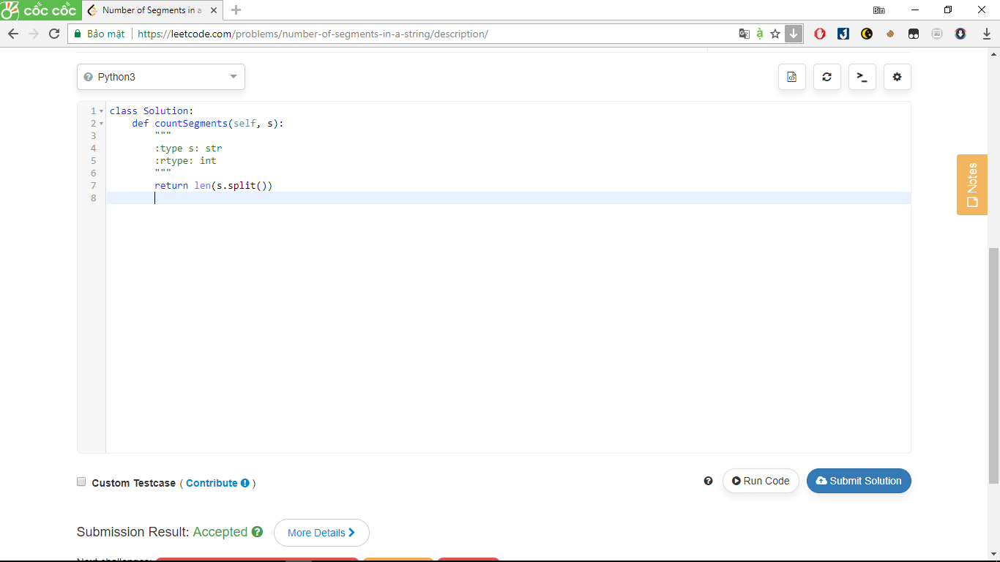 cốc cốc
Number of Segments in a
Bin
Bảo mật
https://leetcode.com/problems/number-of-segments-in-a-string/description/
Python3
>_
1 class Solution:
2 def countSegments(self, s):
3 """
4 :type s: str
5 :rtype: int
6 """
7 return len(s.split())
8
Notes
Custom Testcase ( Contribute )
Run Code
Submit Solution
Submission Result: Accepted
More Details